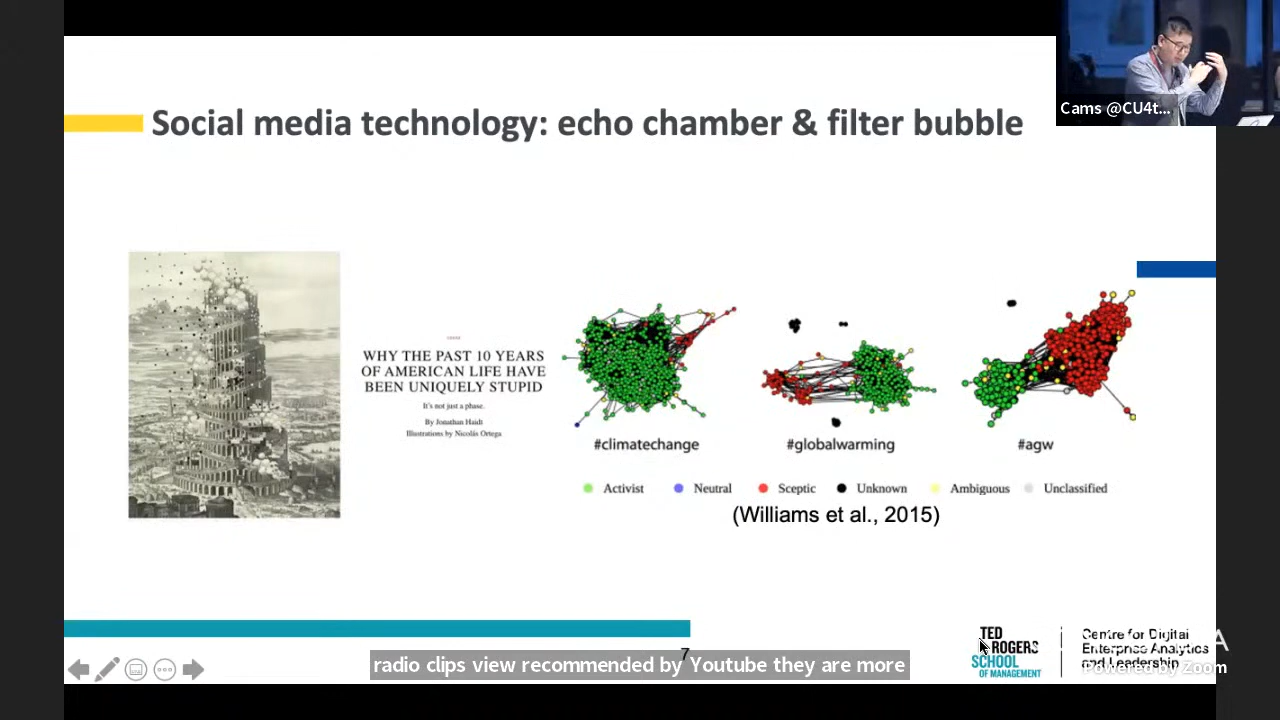 Cams @CU4t...
Social media technology: echo chamber & filter bubble
WHY THE PAST 10 YEARS
OF AMERICAN LIFE HAVE
BEEN UNIQUELY STUPID
It's not just a phase.
By Jonathan Haidt
Illustrations by Nicolás Ortega
#climatechange
#globalwarming
#agw
Activist
Neutral
Sceptic
Unknown
Ambiguous
Unclassified
(Williams et al., 2015)
7
radio clips view recommended by Youtube they are more
TED
ROGERS
SCHOOL
OF MANAGEMENT
Centre for Digital
Enterprise Analytics
and Leadership
Powered by Zoom